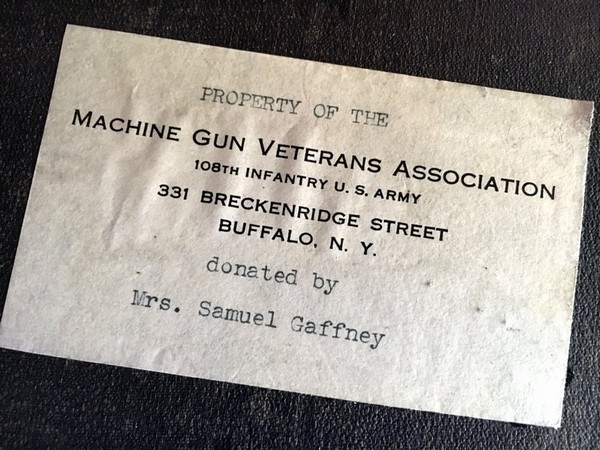 PROPERTY OF THE
MACHINE GUN VETERANS ASSOCIATION
108TH INFANTRY U. S. ARMY
331 BRECKENRIDGE STREET
BUFFALO, N. Y.
donated by
Mrs. Samuel Gaffney